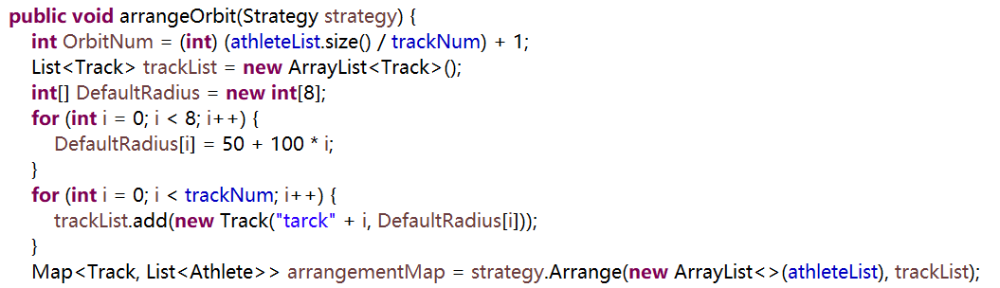 public void arrangeOrbit(Strategy strategy) {
int OrbitNum = (int) (athleteList.size() / trackNum) + 1;
List<Track> trackList = new ArrayList<Track>();
int[] DefaultRadius = new int[8];
for (int i = 0; i < 8; i++) {
DefaultRadius[i] = 50 + 100 * i;
}
for (int i = 0; i < trackNum; i++) {
trackList.add(new Track("tarck" + i, DefaultRadius[i]));
}
Map<Track, List<Athlete>> arrangementMap = strategy.Arrange(new ArrayList<>(athleteList), trackList);